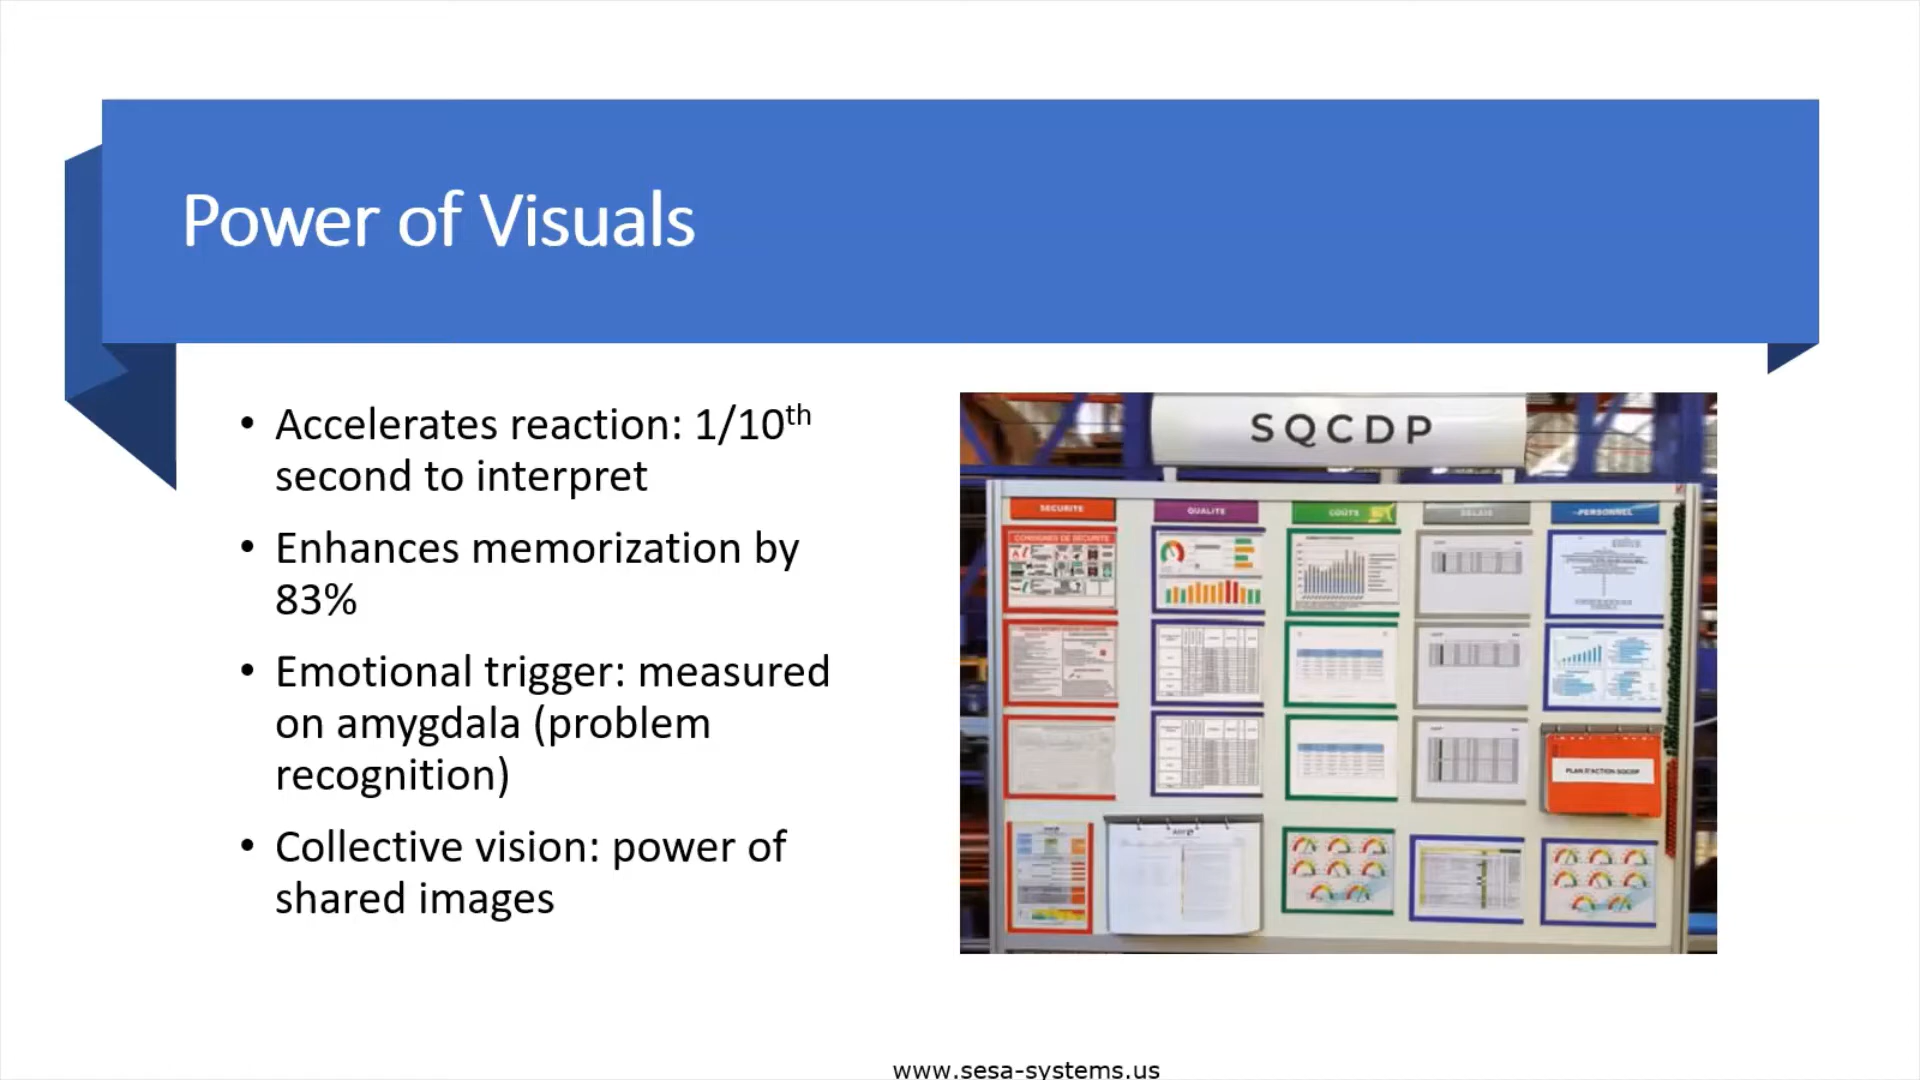 Power of Visuals
• Accelerates reaction: 1/10th
second to interpret
• Enhances memorization by
83%
• Emotional trigger: measured
on amygdala (problem
recognition)
• Collective vision: power of
shared images
SQCDP
SECURITE
QUALITE
COÛTS
DELAIS
PERSONNEL
CONSIGNES DE SÉCURITÉ
PLAN D'ACTION SQCDP
www.sesa-systems.us